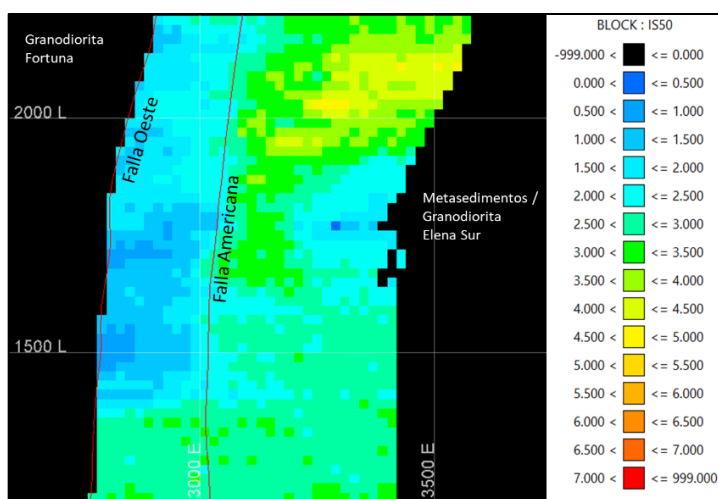 Granodiorita
Fortuna
2000 L
Falla Oeste
Falla Americana
Metasedimentos /
Granodiorita
Elena Sur
1500 L
3000 E
3500 E
BLOCK : IS50
-999.000 < <= 0.000
0.000 < <= 0.500
0.500 < <= 1.000
1.000 < <= 1.500
1.500 < <= 2.000
2.000 < <= 2.500
2.500 < <= 3.000
3.000 < <= 3.500
3.500 < <= 4.000
4.000 < <= 4.500
4.500 < <= 5.000
5.000 < <= 5.500
5.500 < <= 6.000
6.000 < <= 6.500
6.500 < <= 7.000
7.000 < <= 999.000